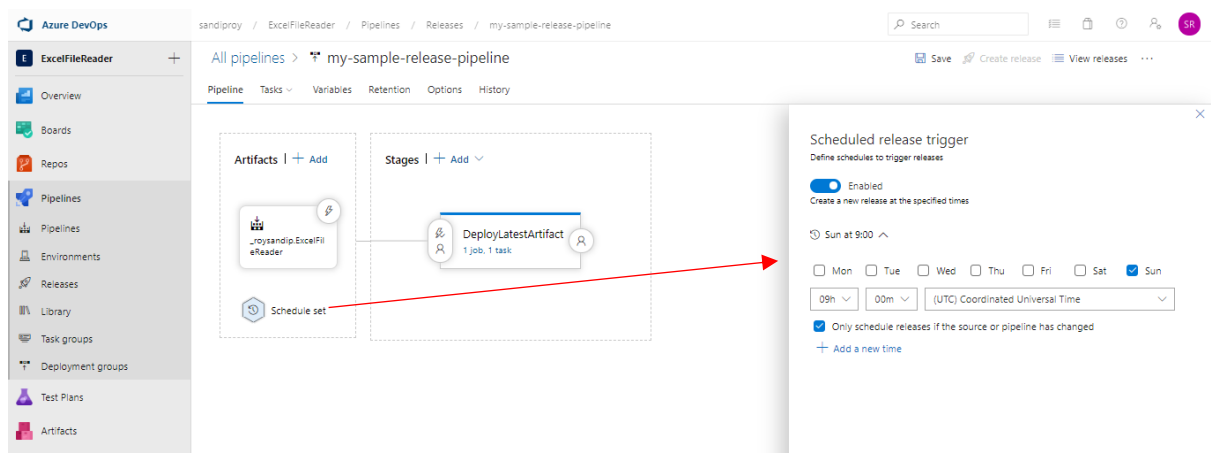 Azure DevOps
sandiproy / ExcelFileReader / Pipelines / Releases / my-sample-release-pipeline
Search
SR
E ExcelFileReader
All pipelines > my-sample-release-pipeline
Save Create release View releases ...
Pipeline Tasks Variables Retention Options History
Overview
Boards
Repos
Pipelines
Pipelines
Environments
Releases
Library
Task groups
Deployment groups
Test Plans
Artifacts
Artifacts | + Add
_roysandip.ExcelFil
eReader
Schedule set
Stages | + Add
DeployLatestArtifact
1 job, 1 task
Scheduled release trigger
Define schedules to trigger releases
Enabled
Create a new release at the specified times
Sun at 9:00
Mon Tue Wed Thu Fri Sat Sun
09h 00m (UTC) Coordinated Universal Time
Only schedule releases if the source or pipeline has changed
+ Add a new time